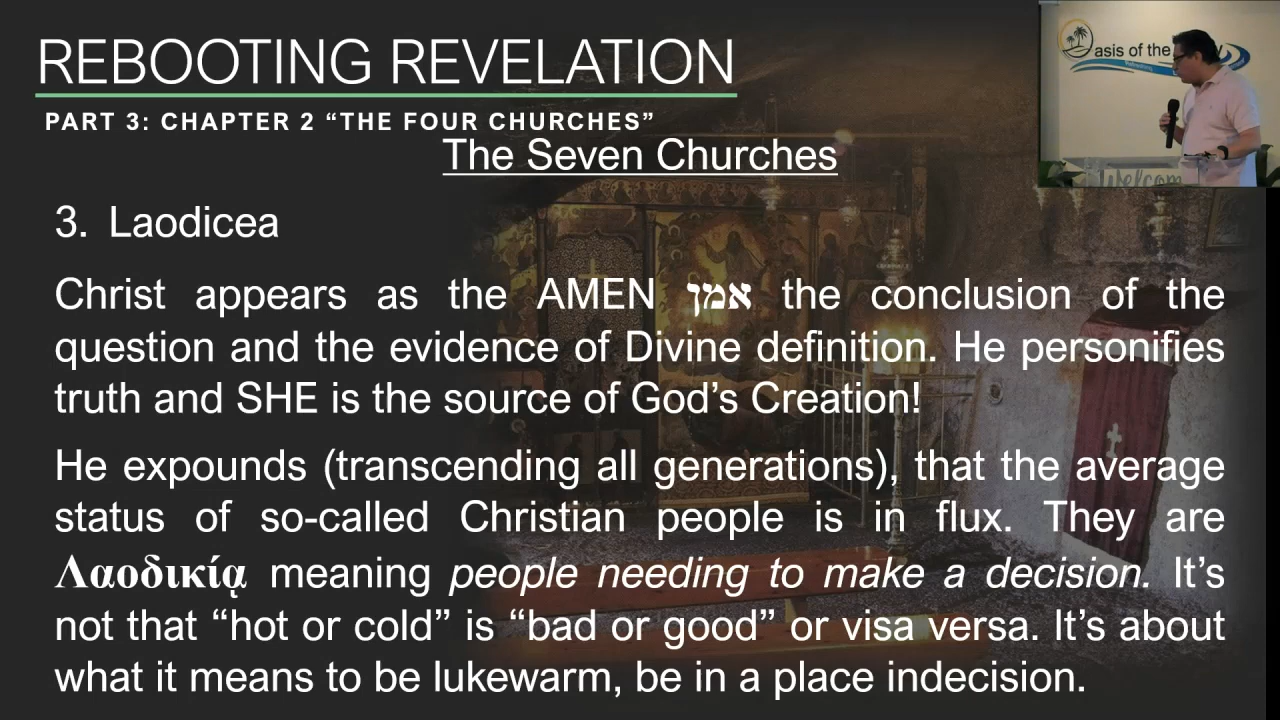 REBOOTING REVELATION
PART 3: CHAPTER 2 “THE FOUR CHURCHES”
The Seven Churches
3. Laodicea
Christ appears as the AMEN אמן the conclusion of the
question and the evidence of Divine definition. He personifies
truth and SHE is the source of God’s Creation!
He expounds (transcending all generations), that the average
status of so-called Christian people is in flux. They are
Λαοδικίᾳ meaning people needing to make a decision. It’s
not that “hot or cold” is “bad or good” or visa versa. It’s about
what it means to be lukewarm, be in a place indecision.
asis of the
Welcom